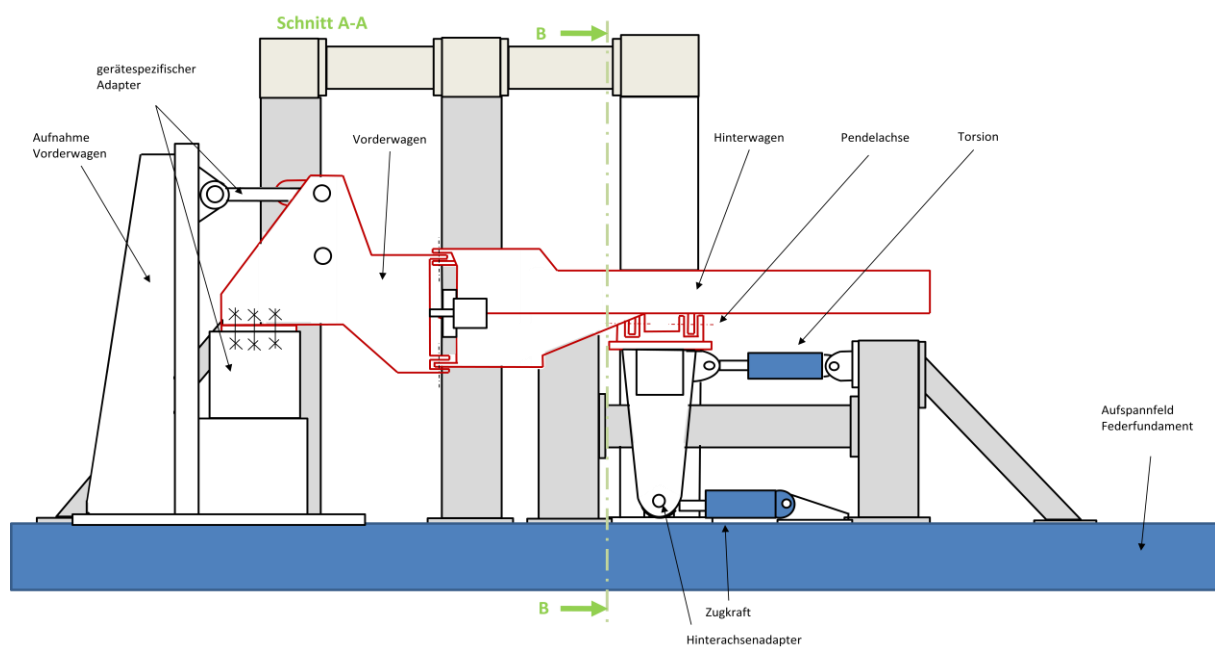 Schnitt A-A
B
gerätespezifischer
Adapter
Aufnahme
Vorderwagen
Vorderwagen
Hinterwagen
Pendelachse
Torsion
Aufspannfeld
Federfundament
B
Zugkraft
Hinterachsenadapter